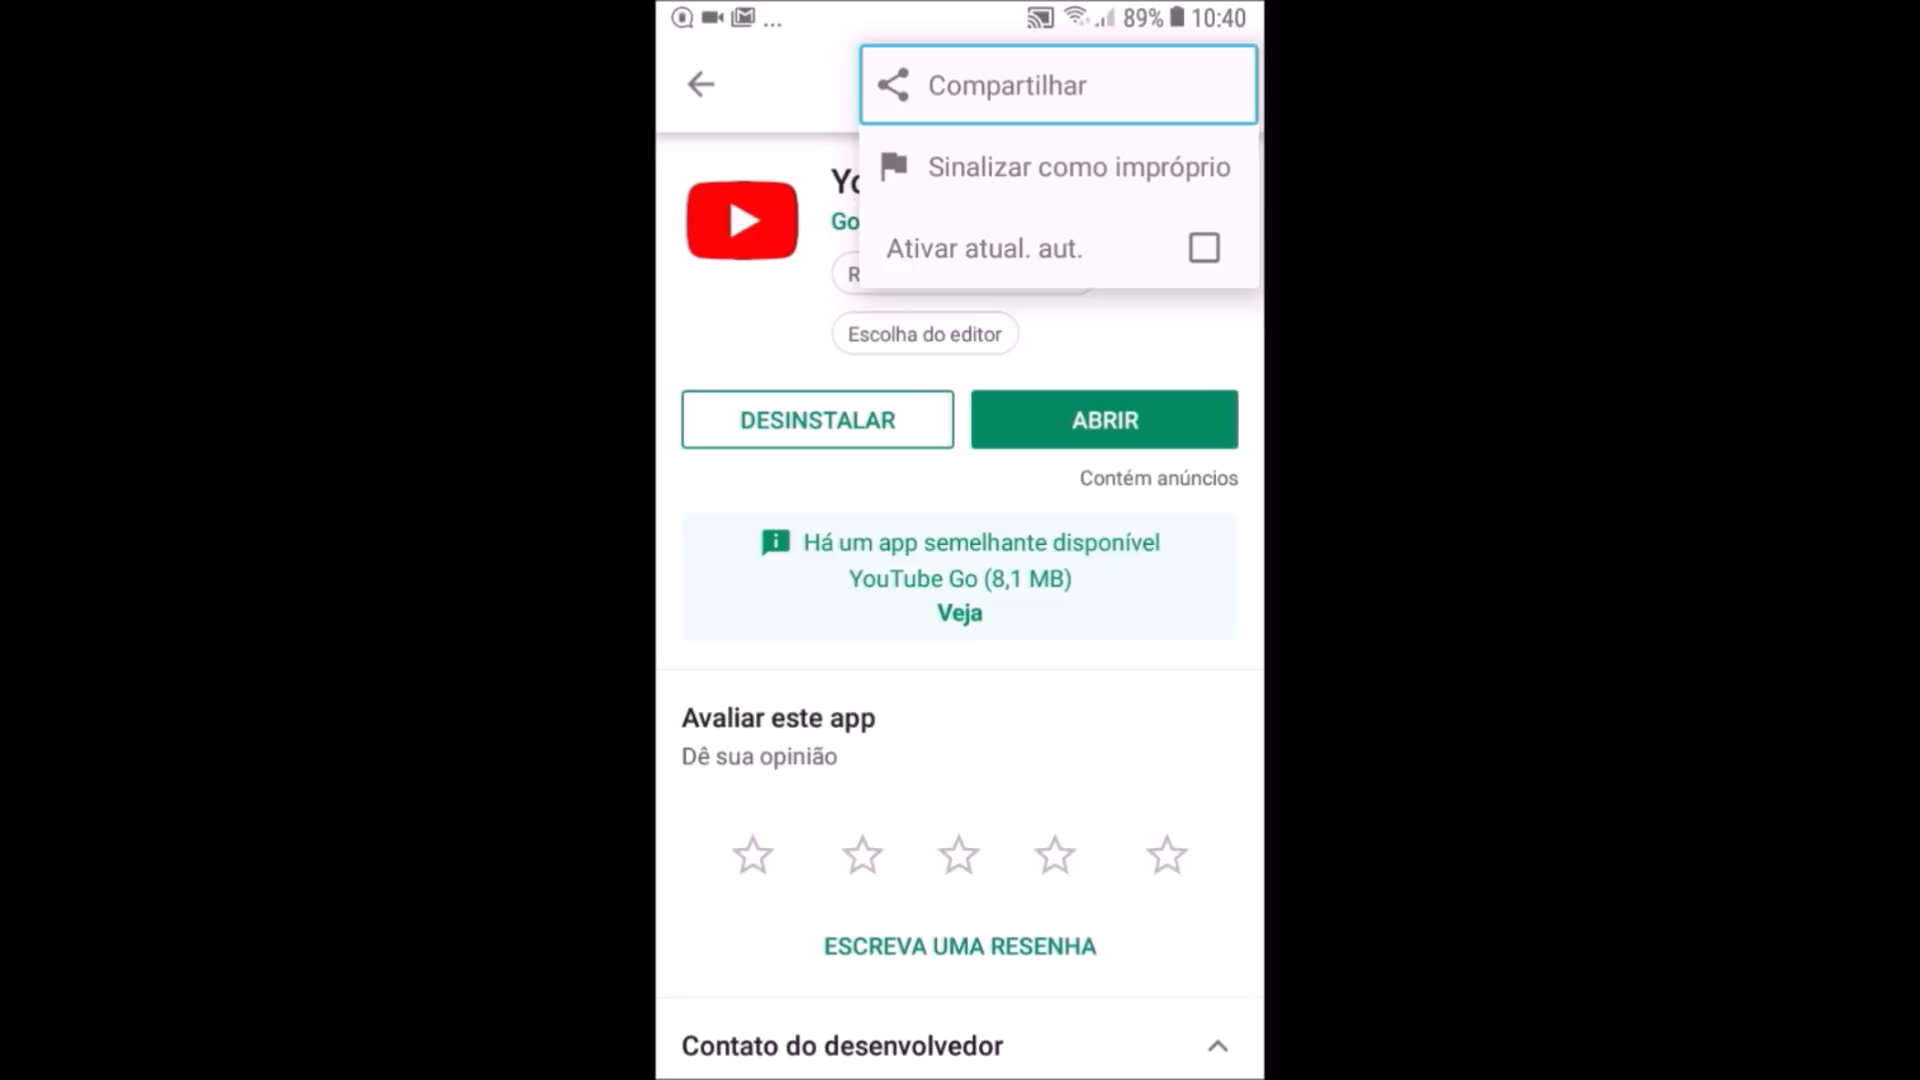 ... 89% 10:40
Compartilhar
Sinalizar como impróprio
Ativar atual. aut.
Escolha do editor
DESINSTALAR
ABRIR
Contém anúncios
Há um app semelhante disponível
YouTube Go (8,1 MB)
Veja
Avaliar este app
Dê sua opinião
ESCREVA UMA RESENHA
Contato do desenvolvedor